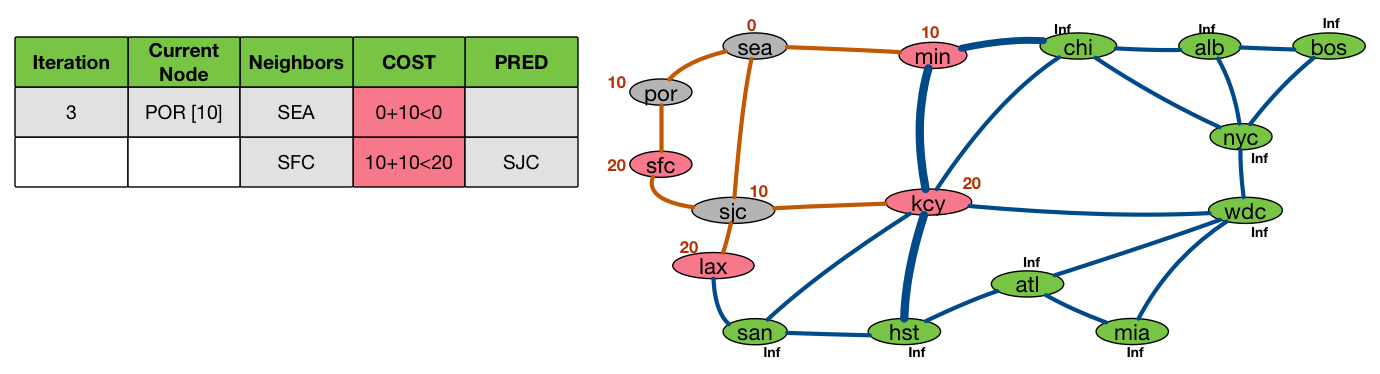 Iteration
Current
Node
Neighbors
COST
PRED
3
POR [10]
SEA
0+10<0
SFC
10+10<20
SJC
0
sea
10
min
Inf
chi
Inf
alb
Inf
bos
10
por
nyc
Inf
20
sfc
10
sjc
20
kcy
wdc
Inf
20
lax
Inf
atl
san
Inf
hst
Inf
mia
Inf